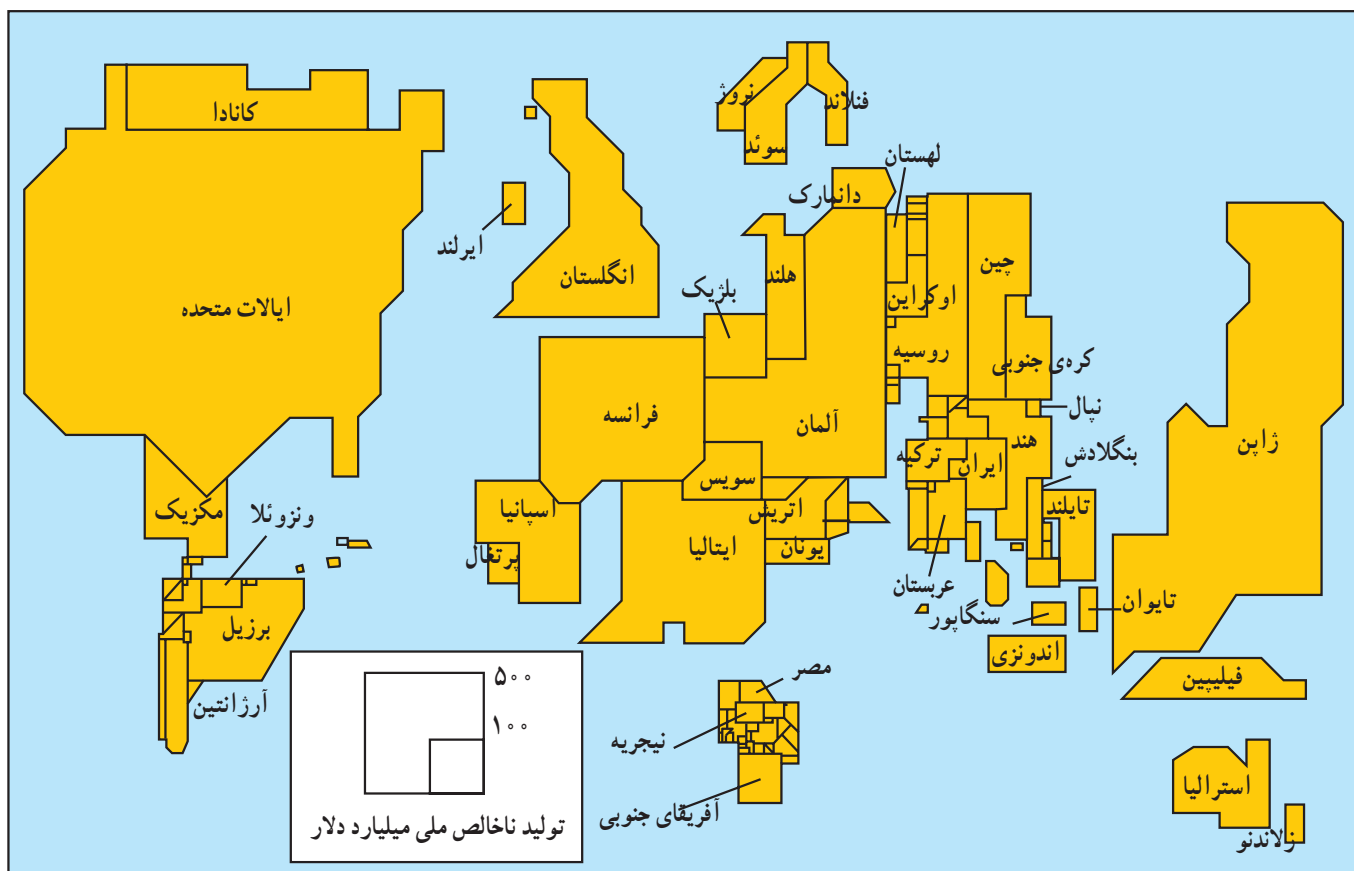 کانادا
ایالات متحده
مکزیک
ونزوئلا
برزیل
آرژانتین
ایرلند
انگلستان
نروژ
سوئد
فنلاند
دانمارک
لهستان
هلند
بلژیک
فرانسه
آلمان
سویس
اتریش
اسپانیا
پرتغال
ایتالیا
یونان
اوکراین
روسیه
چین
کره‌ی جنوبی
نپال
هند
بنگلادش
ترکیه
ایران
تایلند
عربستان
سنگاپور
تایوان
اندونزی
ژاپن
فیلیپین
استرالیا
زلاندنو
مصر
نیجریه
آفریقای جنوبی
۵۰۰
۱۰۰
تولید ناخالص ملی میلیارد دلار